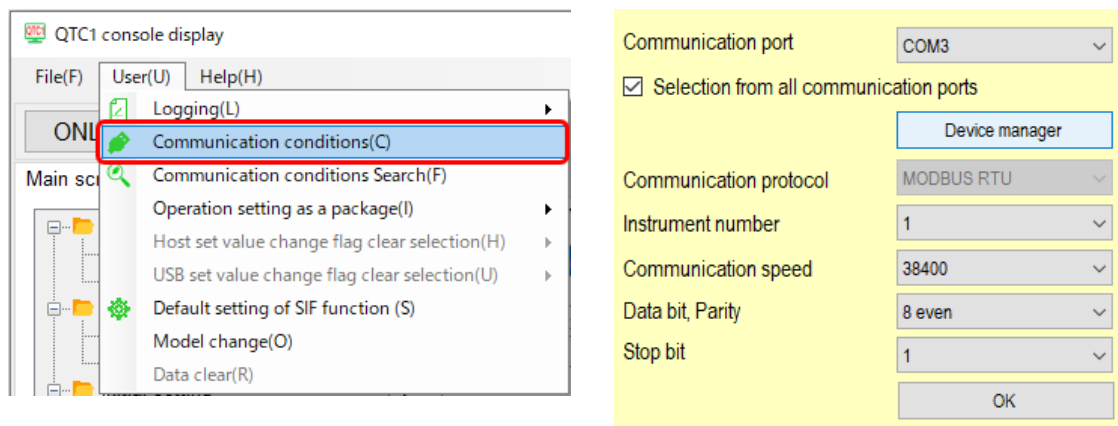 QTC1 console display
File(F) User(U) Help(H)
Logging(L)
ONL
Communication conditions(C)
Main scr
Communication conditions Search(F)
Operation setting as a package(I)
Host set value change flag clear selection(H)
USB set value change flag clear selection(U)
Default setting of SIF function (S)
Model change(O)
Data clear(R)
Communication port COM3
Selection from all communication ports
Device manager
Communication protocol MODBUS RTU
Instrument number 1
Communication speed 38400
Data bit, Parity 8 even
Stop bit 1
OK